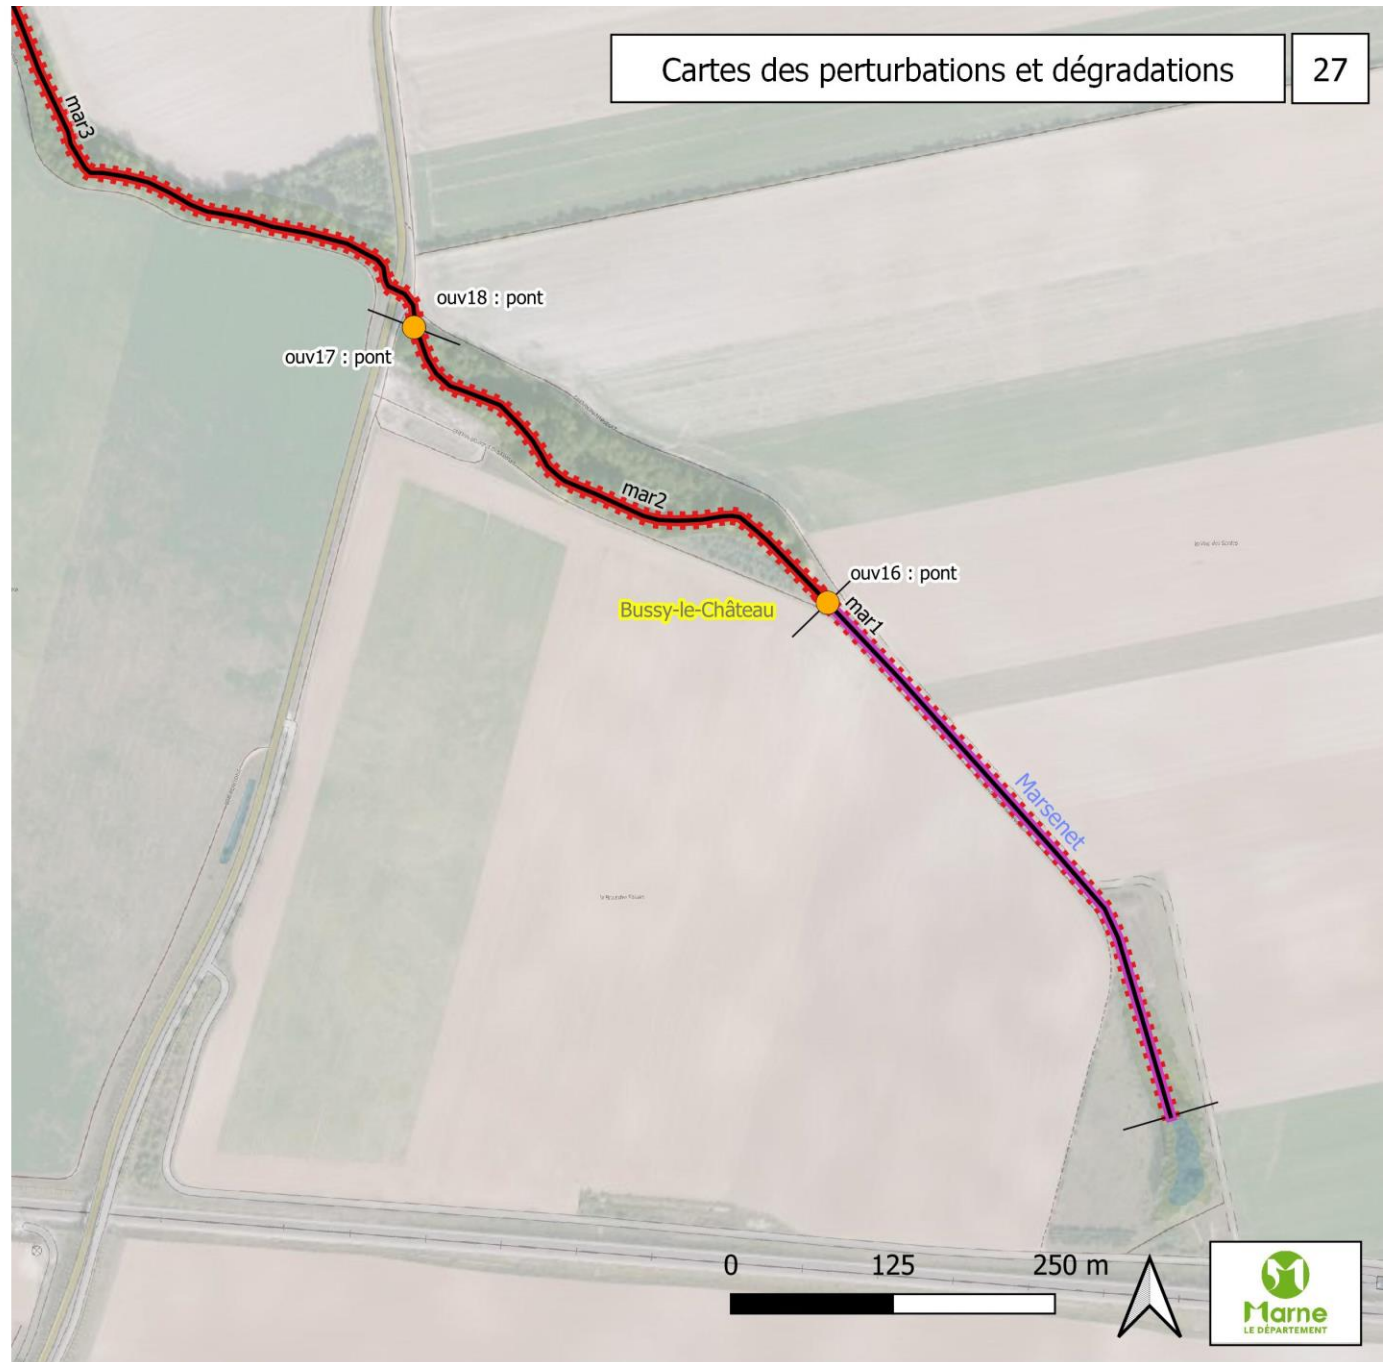 Cartes des perturbations et dégradations
27
mar3
ouv18 : pont
ouv17 : pont
mar2
ouv16 : pont
mar1
Bussy-le-Château
Marsenet
0 125 250 m
Marne
LE DÉPARTEMENT